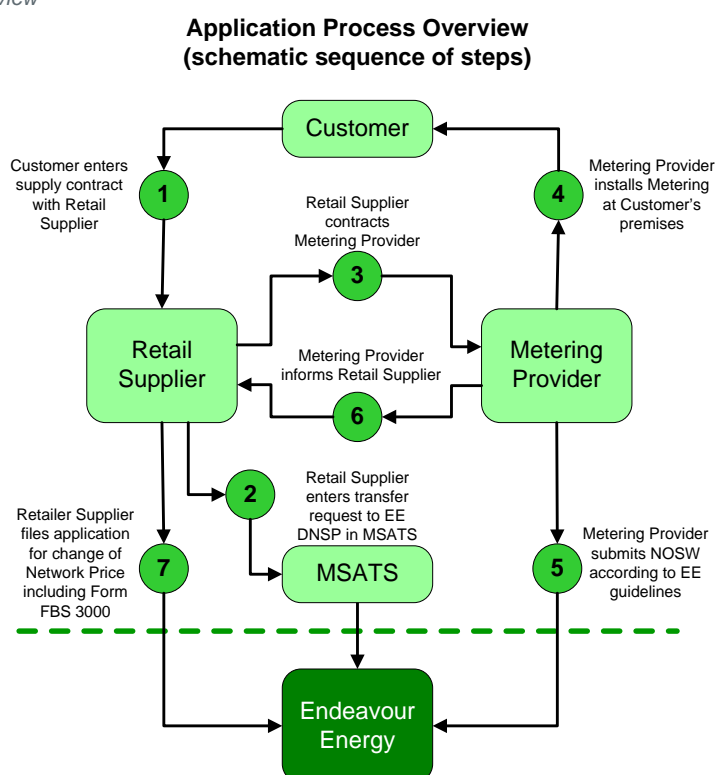 Application Process Overview
(schematic sequence of steps)
Customer
Customer enters
supply contract
with Retail
Supplier
1
Retail Supplier
contracts
Metering Provider
3
4
Metering Provider
installs Metering
at Customer's
premises
Retail
Supplier
Metering Provider
informs Retail Supplier
6
Metering
Provider
2
Retail Supplier
enters transfer
request to EE
DNSP in MSATS
Retailer Supplier
files application
for change of
Network Price
including Form
FBS 3000
7
MSATS
5
Metering Provider
submits NOSW
according to EE
guidelines
Endeavour
Energy